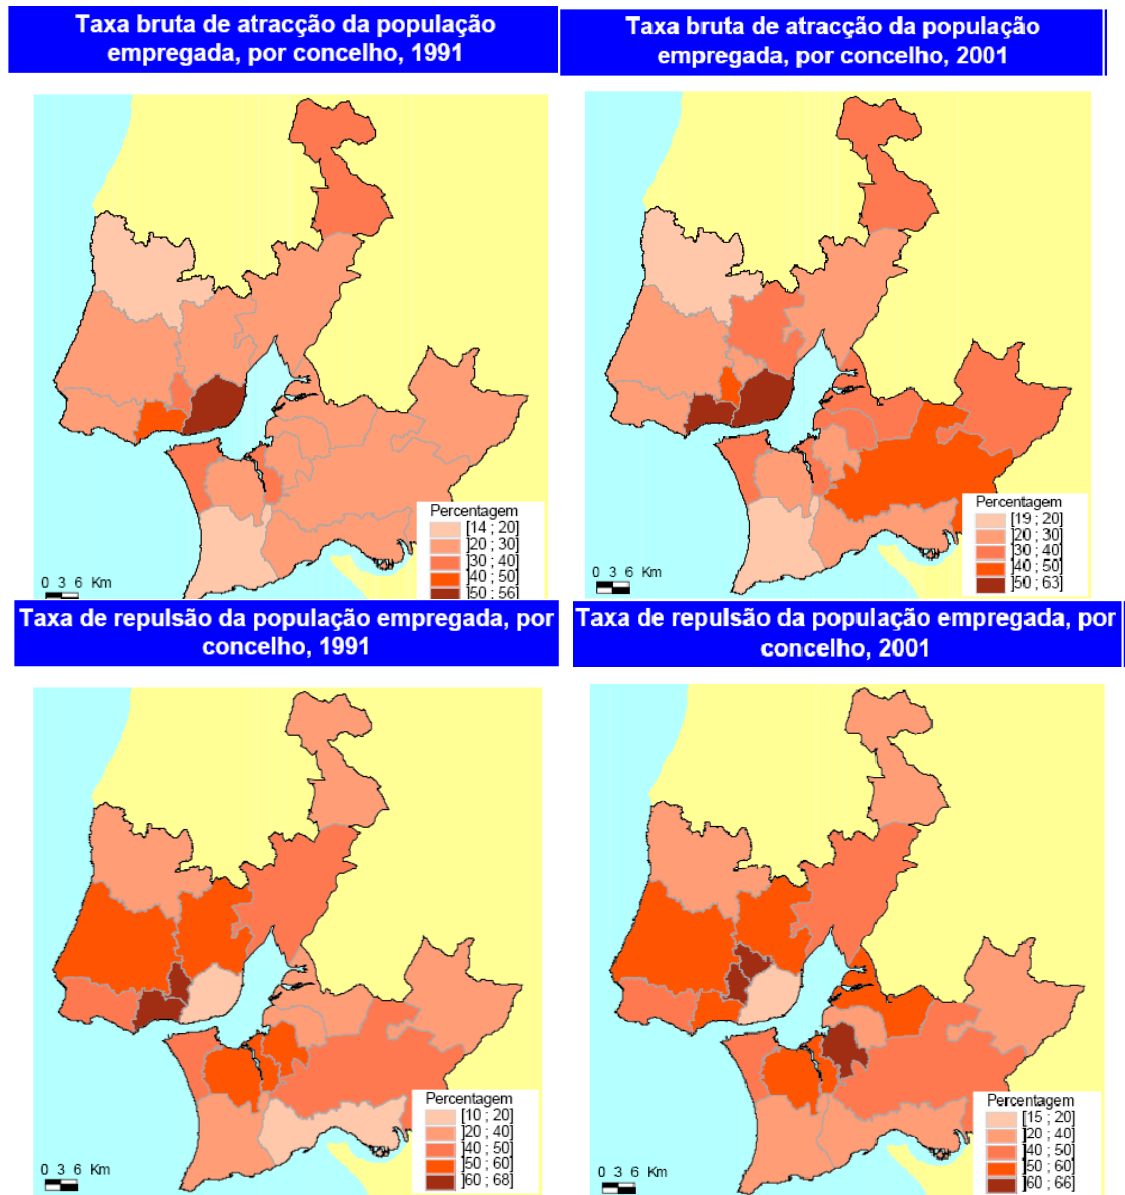 Taxa bruta de atracção da população
empregada, por concelho, 1991
Taxa bruta de atracção da população
empregada, por concelho, 2001
Percentagem
[14 ; 20]
]20 ; 30]
]30 ; 40]
]40 ; 50]
]50 ; 56]
0 3 6 Km
Percentagem
[19 ; 20]
]20 ; 30]
]30 ; 40]
]40 ; 50]
]50 ; 63]
0 3 6 Km
Taxa de repulsão da população empregada, por
concelho, 1991
Taxa de repulsão da população empregada, por
concelho, 2001
Percentagem
[10 ; 20]
]20 ; 40]
]40 ; 50]
]50 ; 60]
]60 ; 68]
0 3 6 Km
Percentagem
[15 ; 20]
]20 ; 40]
]40 ; 50]
]50 ; 60]
]60 ; 66]
0 3 6 Km